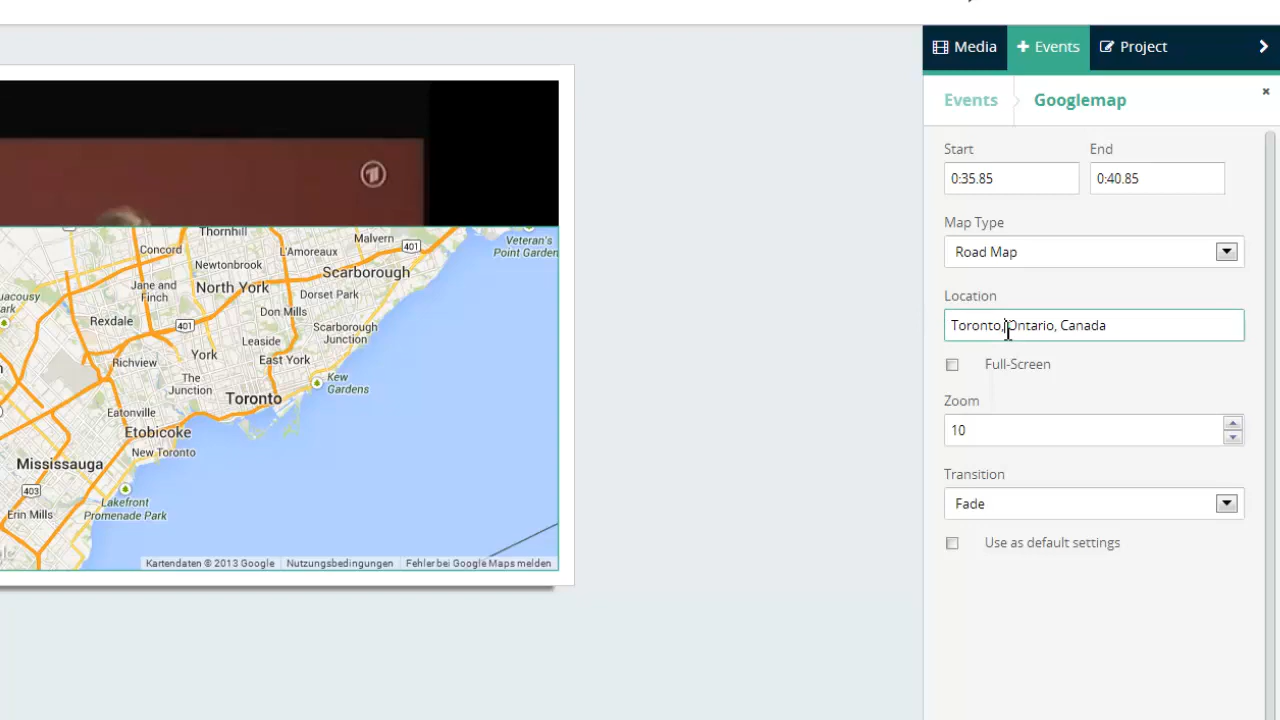 Media
Events
Project
Events
Googlemap
Start
End
0:35.85
0:40.85
Map Type
Road Map
Location
Toronto, Ontario, Canada
Full-Screen
Zoom
10
Transition
Fade
Use as default settings
Thornhill
Malvern
401
Veteran's
Point Garden
Concord
L'Amoreaux
Newtonbrook
Scarborough
Jane and
Finch
North York
Dorset Park
Don Mills
Rexdale
401
Scarborough
Junction
Leaside
York
East York
Richview
The
Junction
Kew
Gardens
Toronto
Eatonville
Etobicoke
New Toronto
Mississauga
403
Lakefront
Promenade Park
Erin Mills
Kartendaten © 2013 Google
Nutzungsbedingungen
Fehler bei Google Maps melden